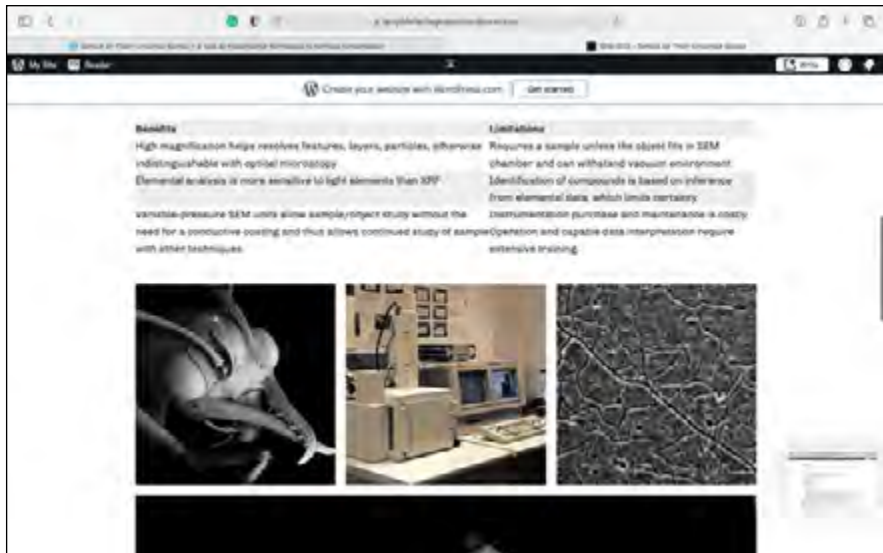 My Site Reader
Create your website with WordPress.com Get started
Benefits
High magnification helps resolves features, layers, particles, otherwise
indistinguishable with optical microscopy
Elemental analysis is more sensitive to light elements than XRF
Variable-pressure SEM units allow sample/object study without the
need for a conductive coating and thus allows continued study of sample
with other techniques.
Limitations
Requires a sample unless the object fits in SEM
chamber and can withstand vacuum environment
Identification of compounds is based on inference
from elemental data, which limits certainty
Instrumentation purchase and maintenance is costly
Operation and capable data interpretation require
extensive training.